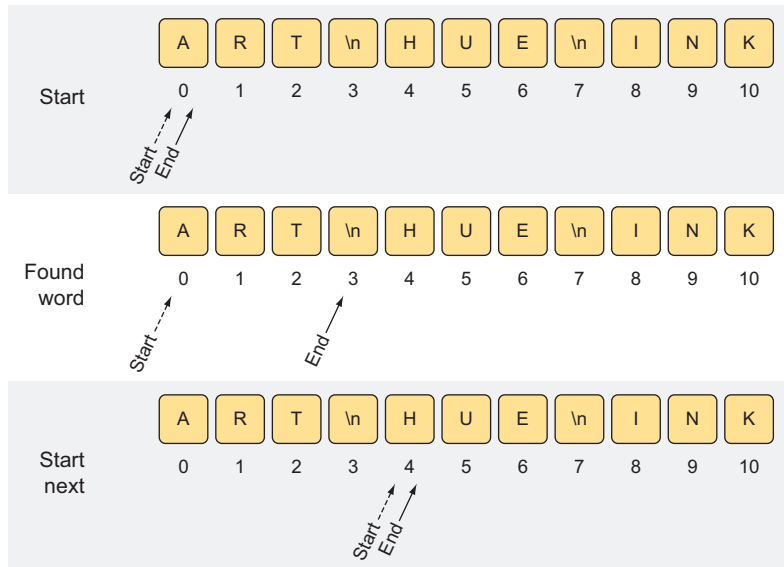 A R T \n H U E \n I N K
Start
0 1 2 3 4 5 6 7 8 9 10
Start
End
A R T \n H U E \n I N K
Found
word
0 1 2 3 4 5 6 7 8 9 10
Start
End
A R T \n H U E \n I N K
Start
next
0 1 2 3 4 5 6 7 8 9 10
Start
End